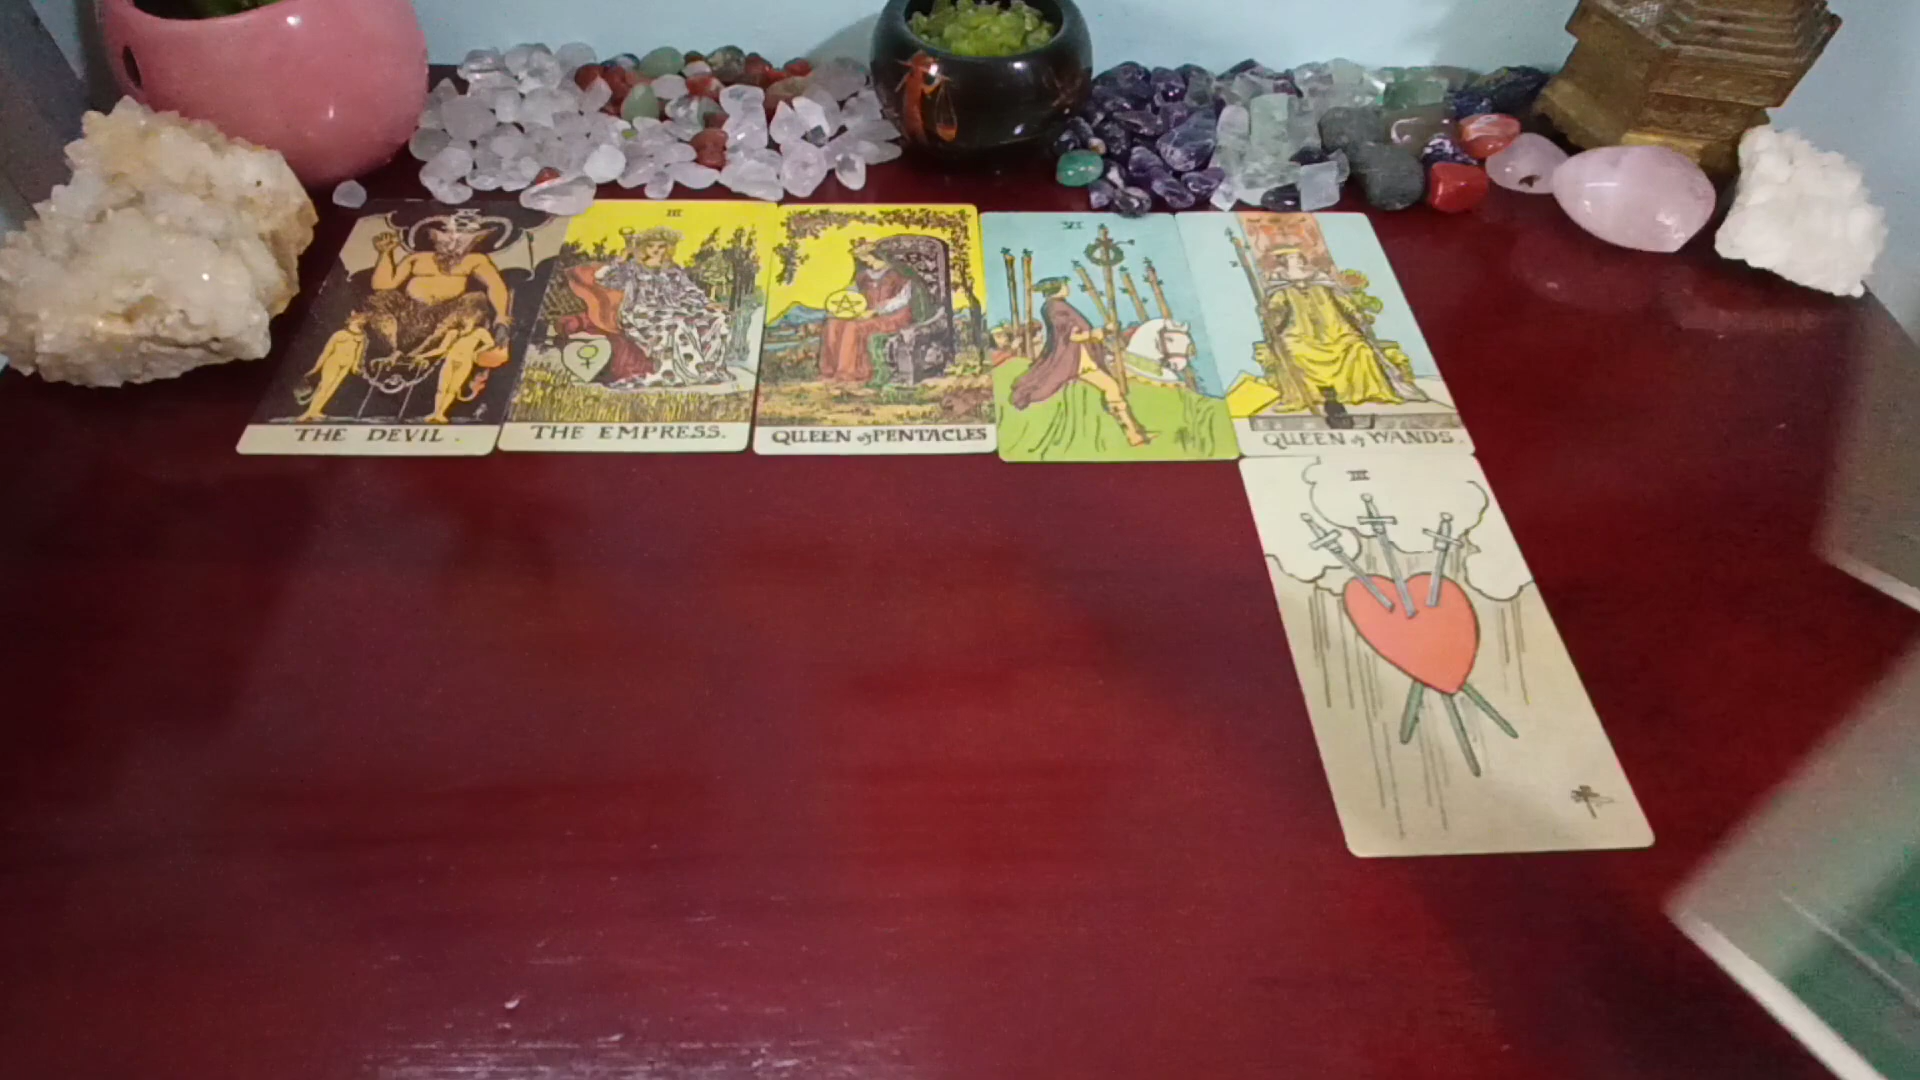 III
VI
THE DEVIL.
THE EMPRESS.
QUEEN of PENTACLES
QUEEN of WANDS.
III